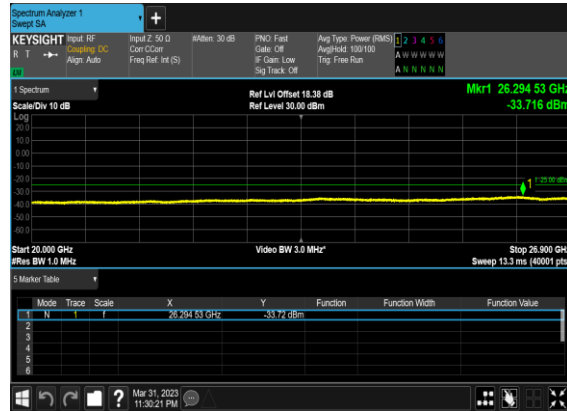 Spectrum Analyzer 1
Swept SA
+
KEYSIGHT Input: RF Input Z: 50 Ω #Atten: 30 dB PNO: Fast Avg Type: Power (RMS) 1 2 3 4 5 6
R T Coupling: DC Corr CCorr Gate: Off Avg|Hold: 100/100 A W W W W W
Align: Auto Freq Ref: Int (S) IF Gain: Low Trig: Free Run
LW Sig Track: Off A N N N N N
1 Spectrum
Ref Lvl Offset 18.38 dB Mkr1 26.294 53 GHz
Scale/Div 10 dB Ref Level 30.00 dBm -33.716 dBm
Log
20.0
10.0
0.00
-10.0
-20.0
1 -25.00 dBm
-30.0
-40.0
-50.0
-60.0
Start 20.000 GHz Video BW 3.0 MHz* Stop 26.900 GHz
#Res BW 1.0 MHz Sweep 13.3 ms (40001 pts
5 Marker Table
Mode Trace Scale X Y Function Function Width Function Value
1 N 1 f 26.294 53 GHz -33.72 dBm
2
3
4
5
6
? Mar 31, 2023
11:30:21 PM